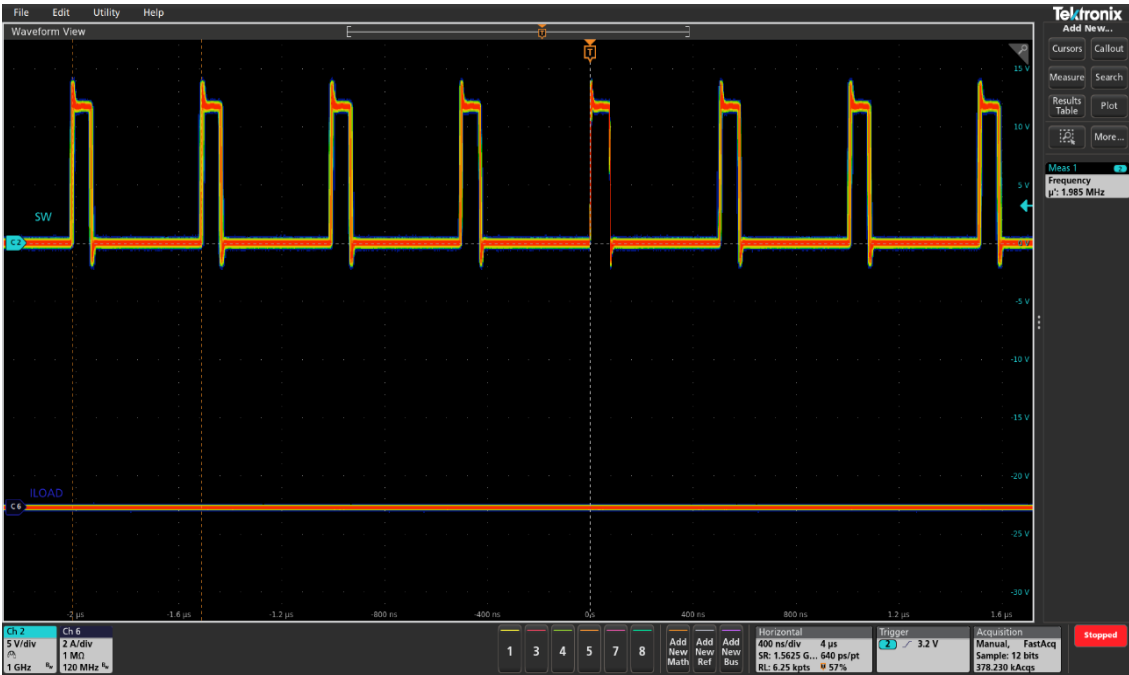 File Edit Utility Help
Tektronix
Waveform View
Add New...
T
T
Cursors Callout
15 V
Measure Search
Results Table Plot
10 V
More...
Meas 1 2
Frequency
5 V
µ': 1.985 MHz
SW
C2
0 V
-5 V
-10 V
-15 V
-20 V
ILOAD
C6
-25 V
-30 V
-2 µs -1.6 µs -1.2 µs -800 ns -400 ns 0 s 400 ns 800 ns 1.2 µs 1.6 µs
Ch 2
5 V/div
1 GHz
Ch 6
2 A/div
1 MΩ
120 MHz
1 3 4 5 7 8
Add New Math
Add New Ref
Add New Bus
Horizontal
400 ns/div 4 µs
SR: 1.5625 G... 640 ps/pt
RL: 6.25 kpts 57%
Trigger
2 3.2 V
Acquisition
Manual, FastAcq
Sample: 12 bits
378.230 kAcqs
Stopped